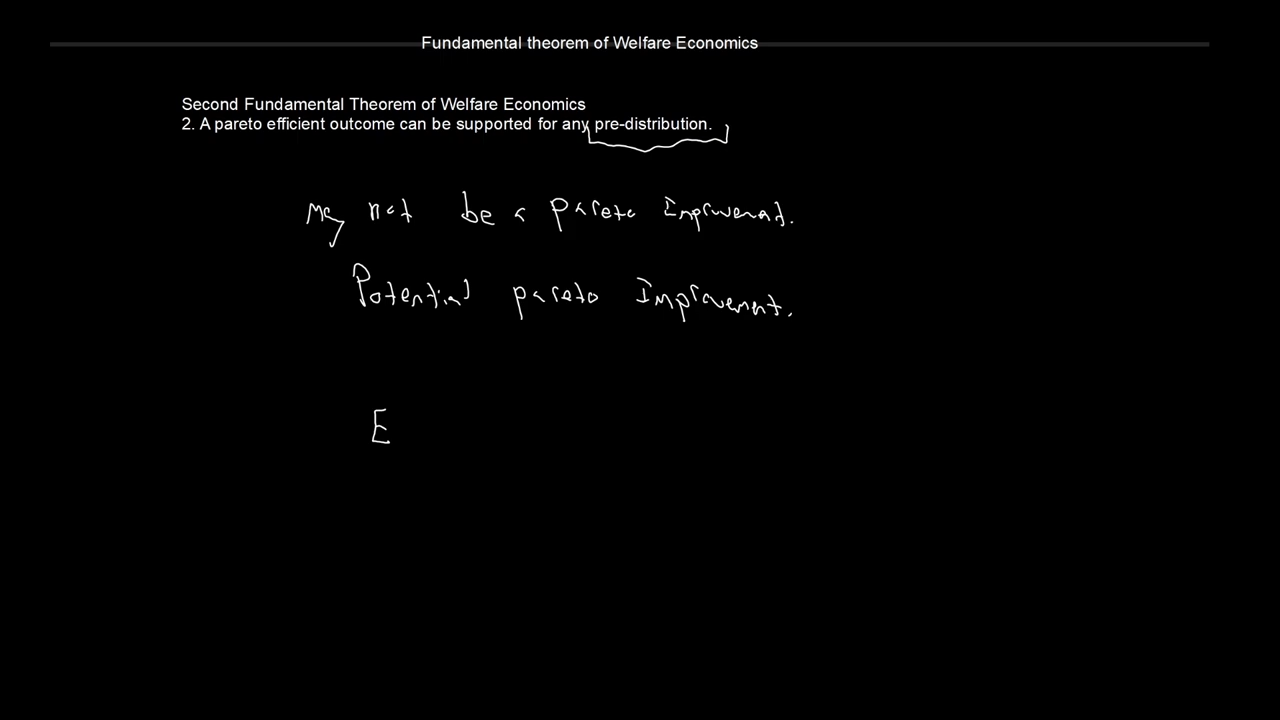 Fundamental theorem of Welfare Economics
Second Fundamental Theorem of Welfare Economics
2. A pareto efficient outcome can be supported for any pre-distribution.
May not be a pareto Improvement.
Potential pareto Improvement.
E